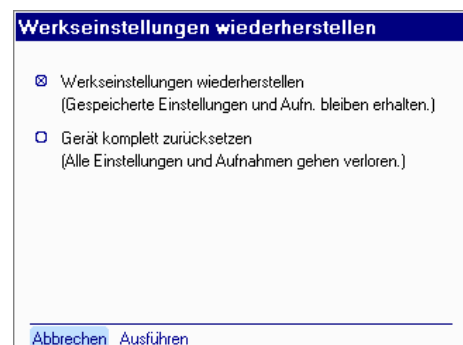 Werkseinstellungen wiederherstellen
Werkseinstellungen wiederherstellen
(Gespeicherte Einstellungen und Aufn. bleiben erhalten.)
Gerät komplett zurücksetzen
(Alle Einstellungen und Aufnahmen gehen verloren.)
Abbrechen Ausführen